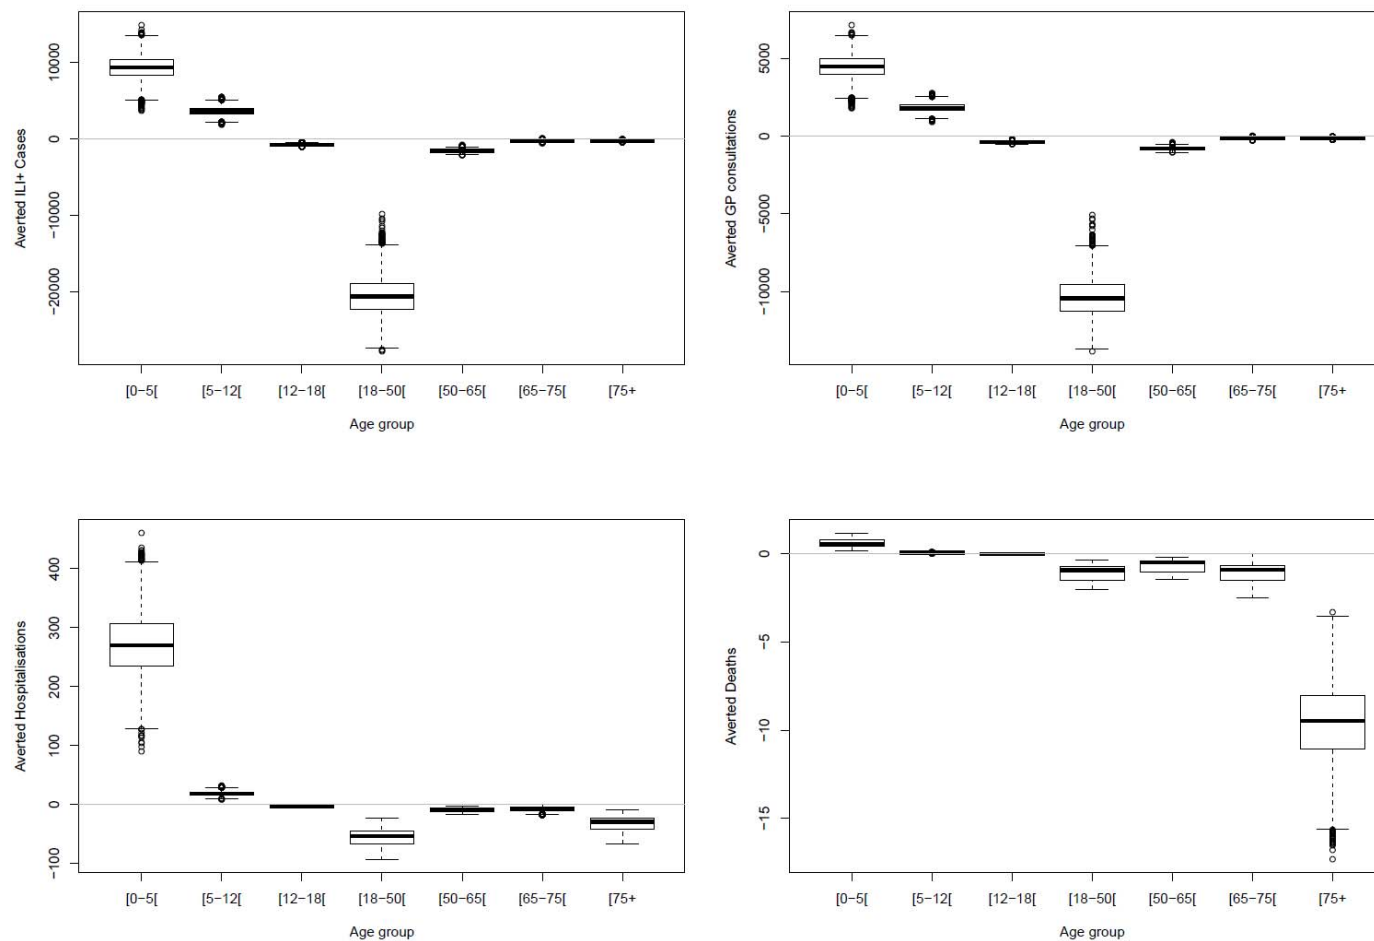 Averted ILI+ Cases
10000
0
−10000
−20000
[0−5[ [5−12[ [12−18[ [18−50[ [50−65[ [65−75[ [75+
Age group
Averted GP consultations
5000
0
−5000
−10000
[0−5[ [5−12[ [12−18[ [18−50[ [50−65[ [65−75[ [75+
Age group
Averted Hospitalisations
400
300
200
100
0
−100
[0−5[ [5−12[ [12−18[ [18−50[ [50−65[ [65−75[ [75+
Age group
Averted Deaths
0
−5
−10
−15
[0−5[ [5−12[ [12−18[ [18−50[ [50−65[ [65−75[ [75+
Age group